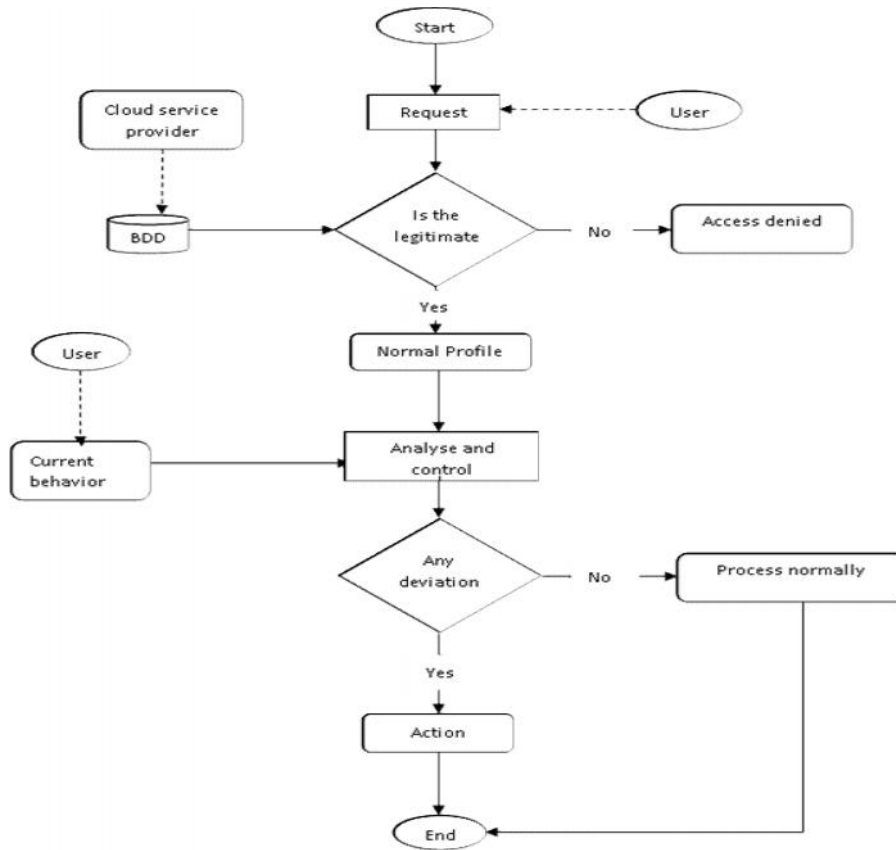 Start
Cloud service
provider
Request
User
BDD
Is the
legitimate
No
Access denied
Yes
User
Normal Profile
Current
behavior
Analyse and
control
Any
deviation
No
Process normally
Yes
Action
End